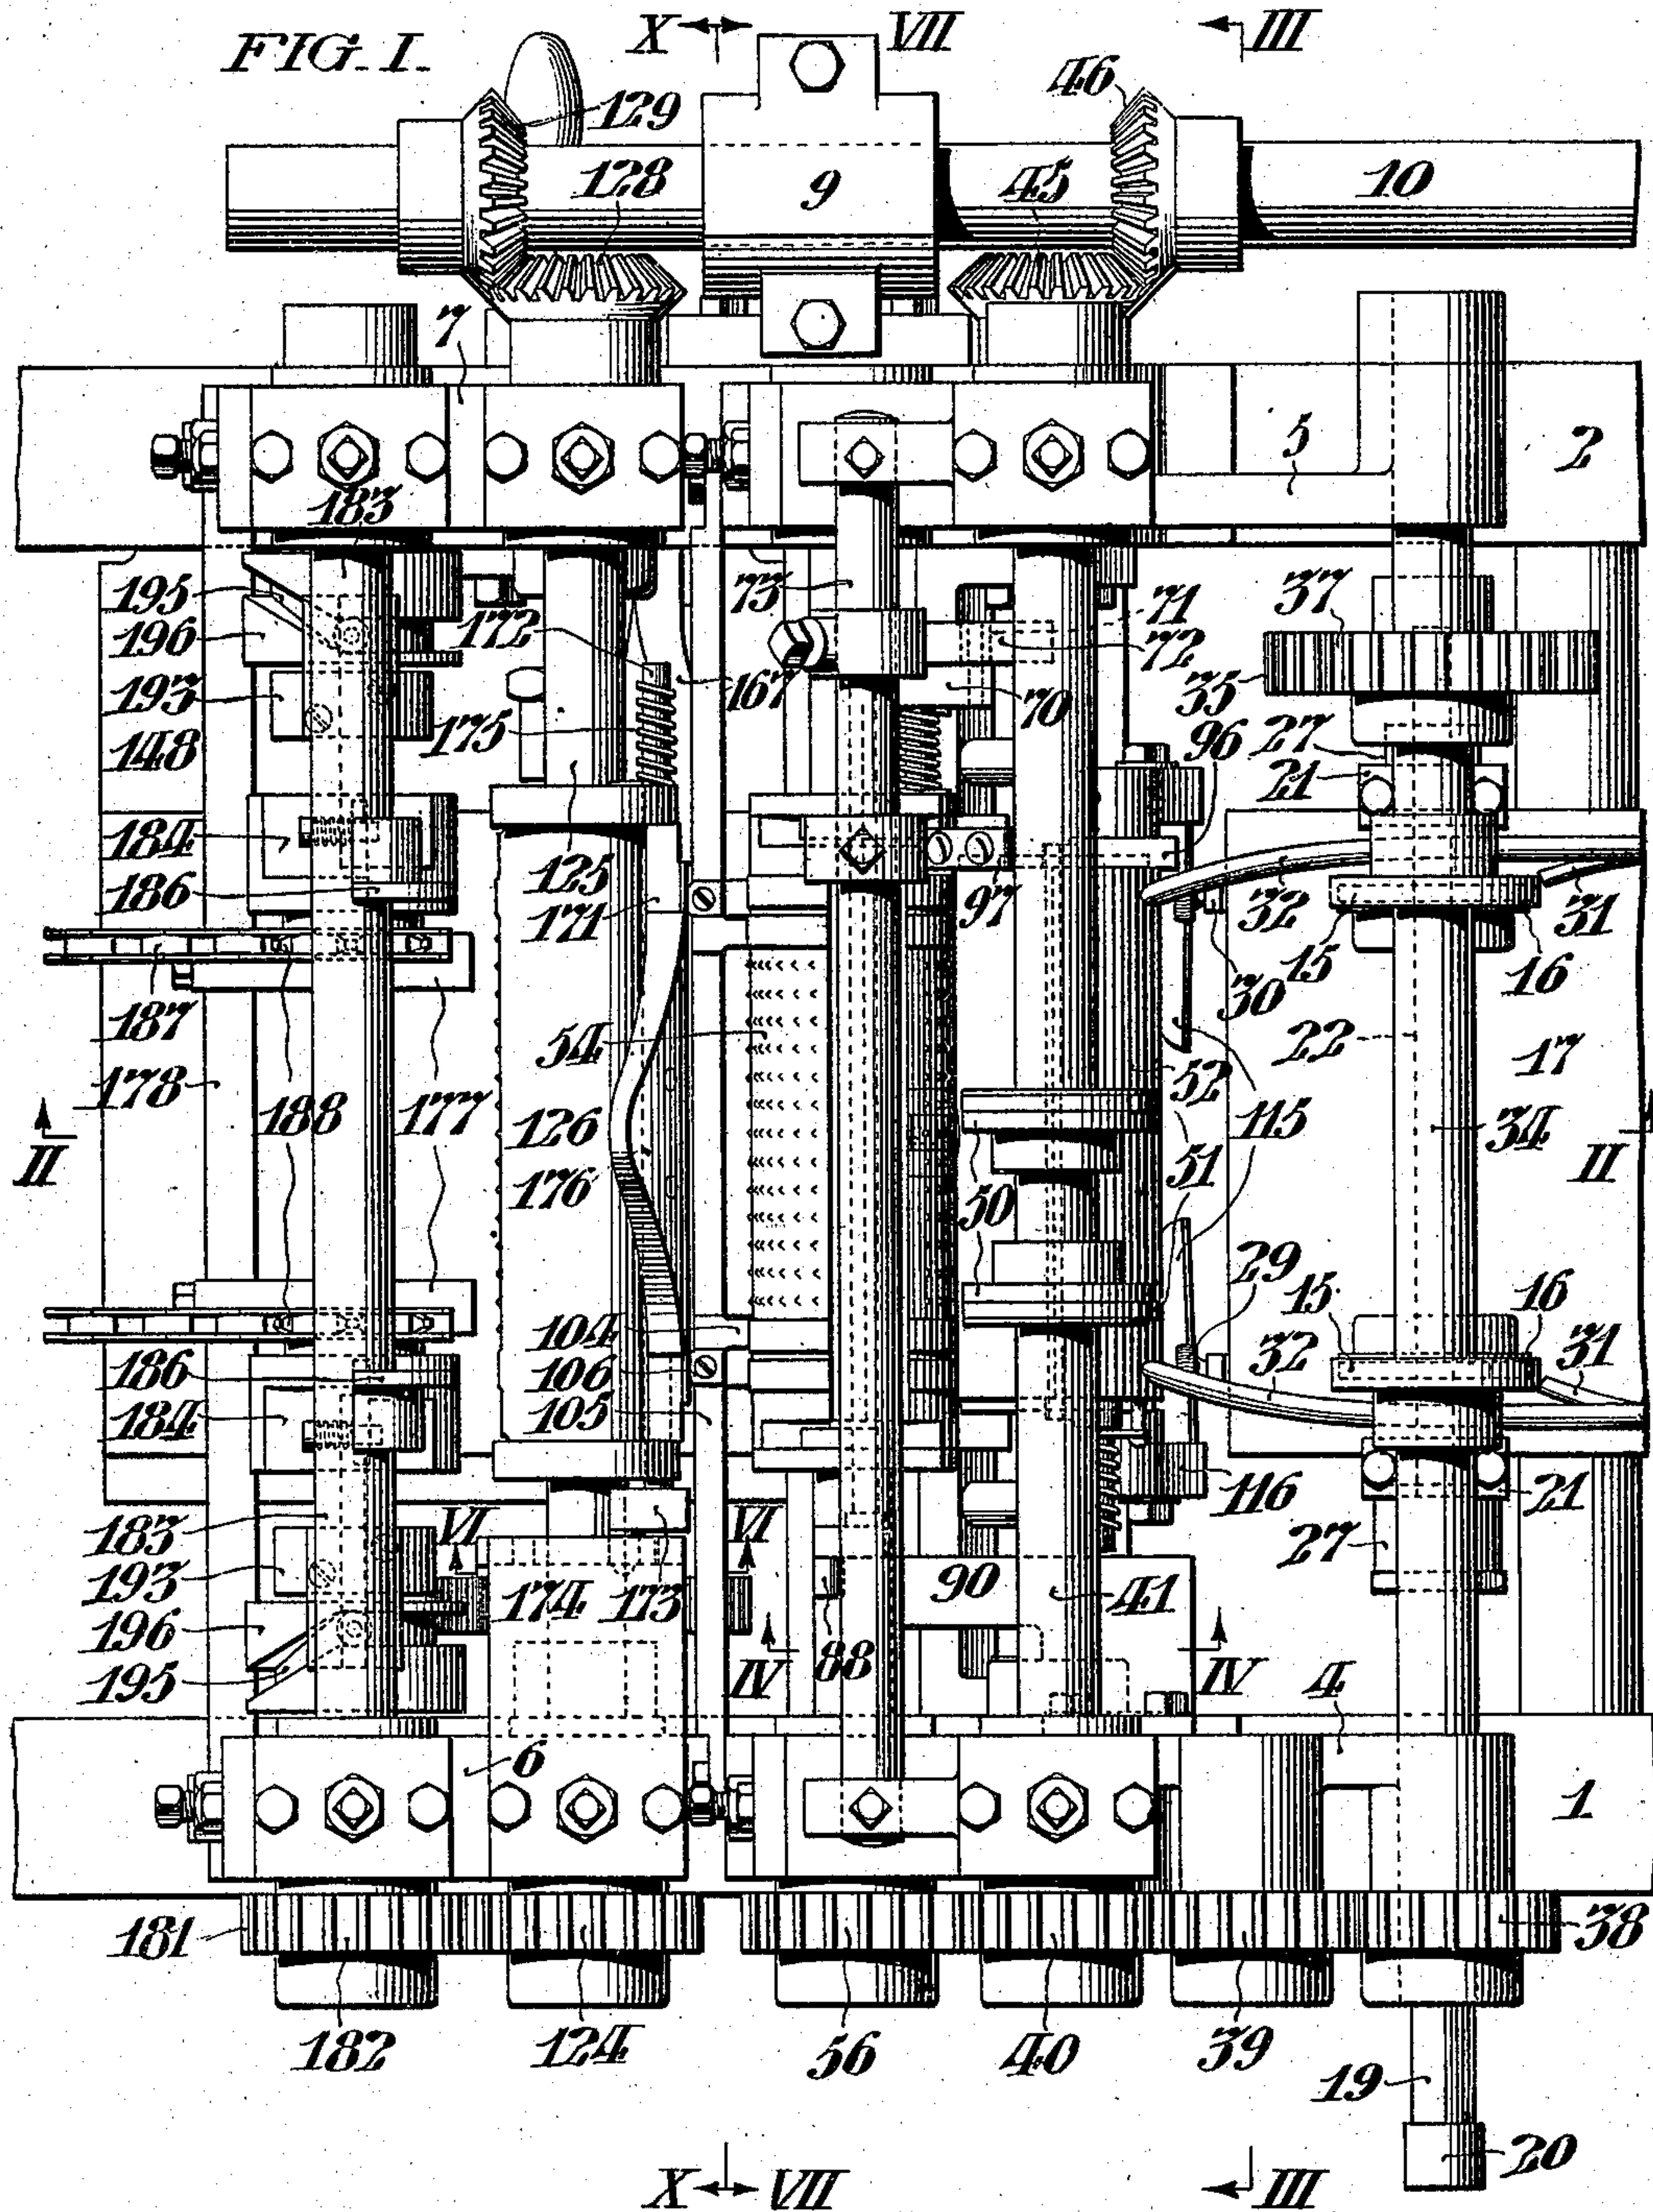 FIG. I.
X VII III
46
129
128 9 45 10
7
5 2
183
195 73 37
172 71
196 72
193 167 70 35
175 96
148 27
21
184
125
186 171 97 32 31
15 16
187 30
54 22 17
178 188 177 52
126 115 34
II II
176 51
50
29
15 16
104
186 106 32 31
184 105
116 21
183 VI VI
27
193 174 173 90 41
196
195 IV 88 IV
4
6 1
181 38
182 124 56 40 39
19
20
X VII III